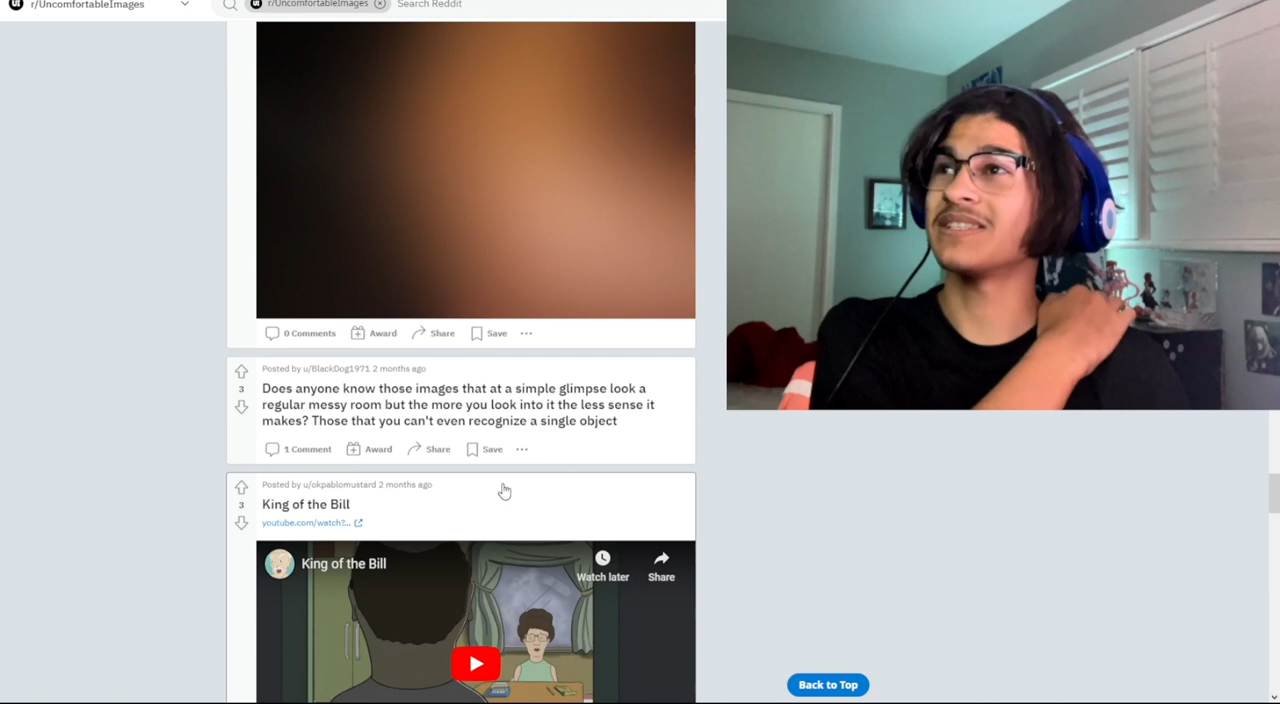 r/UncomfortableImages
r/UncomfortableImages
Search Reddit
0 Comments Award Share Save
Posted by u/BlackDog1971 2 months ago
3
Does anyone know those images that at a simple glimpse look a
regular messy room but the more you look into it the less sense it
makes? Those that you can't even recognize a single object
1 Comment Award Share Save
Posted by u/okpablomustard 2 months ago
3
King of the Bill
youtube.com/watch?...
King of the Bill
Watch later
Share
Back to Top